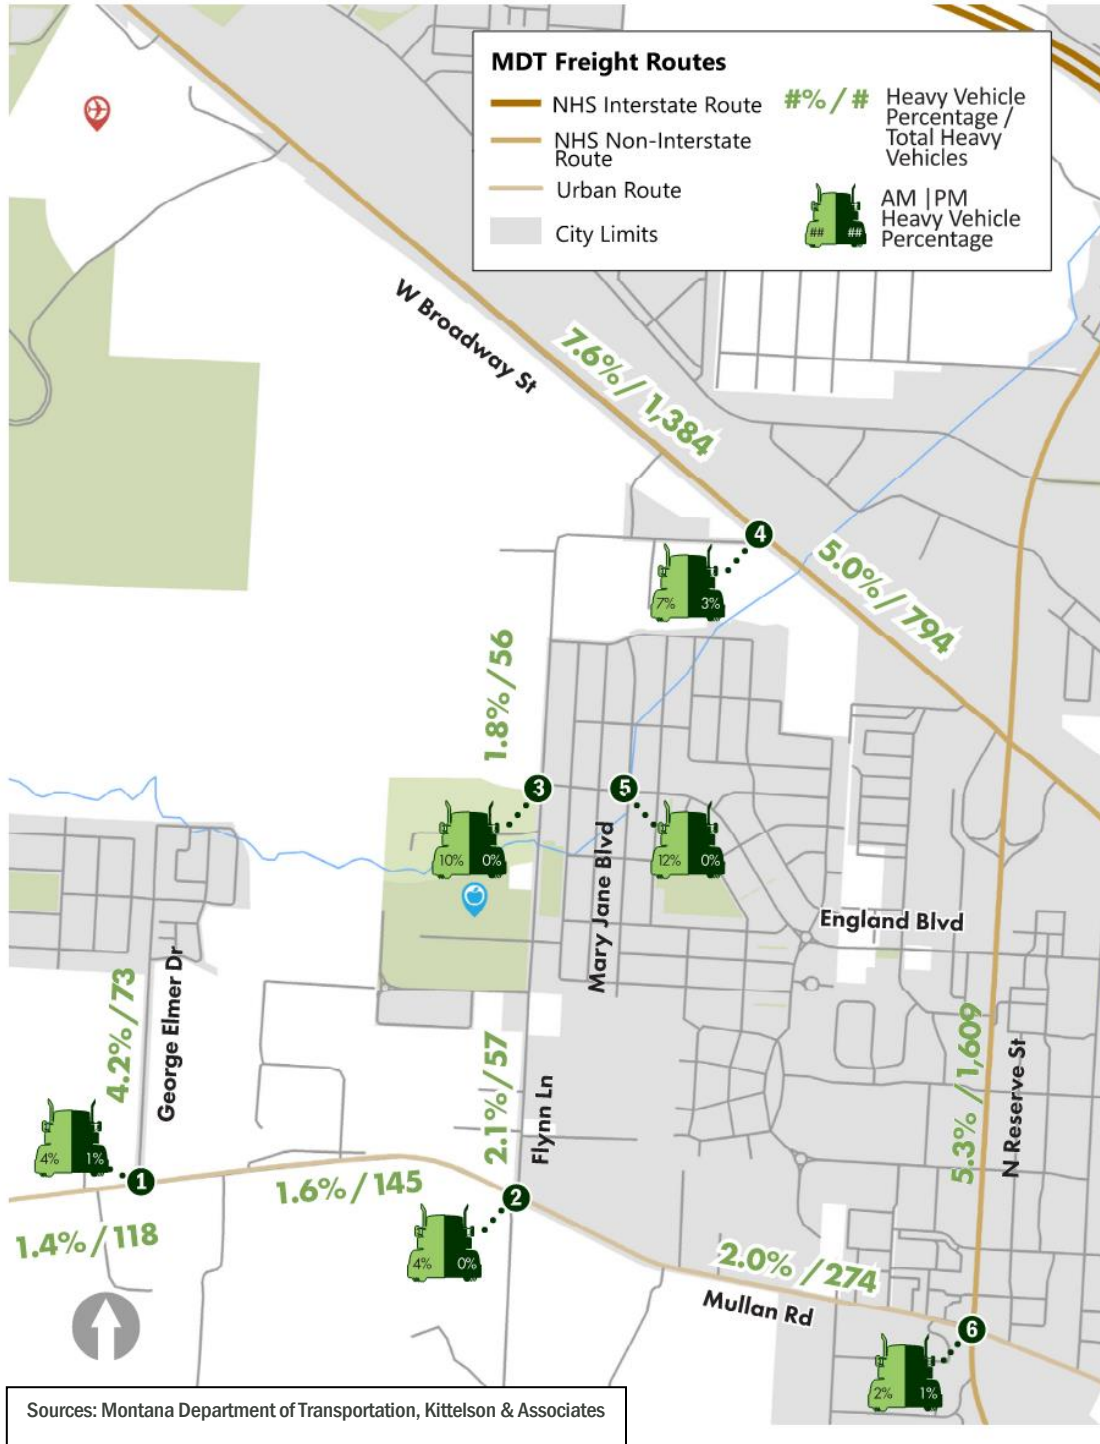 MDT Freight Routes
NHS Interstate Route
NHS Non-Interstate
Route
Urban Route
City Limits
#% / #
Heavy Vehicle
Percentage /
Total Heavy
Vehicles
## ##
AM |PM
Heavy Vehicle
Percentage
W Broadway St
7.6% / 1,384
4
7% 3%
5.0% / 794
1.8% / 56
3
10% 0%
5
12% 0%
Mary Jane Blvd
England Blvd
4.2% / 73
George Elmer Dr
2.1% / 57
Flynn Ln
5.3% / 1,609
N Reserve St
4% 1%
1
1.4% / 118
1.6% / 145
2
4% 0%
2.0% / 274
Mullan Rd
6
2% 1%
Sources: Montana Department of Transportation, Kittelson & Associates